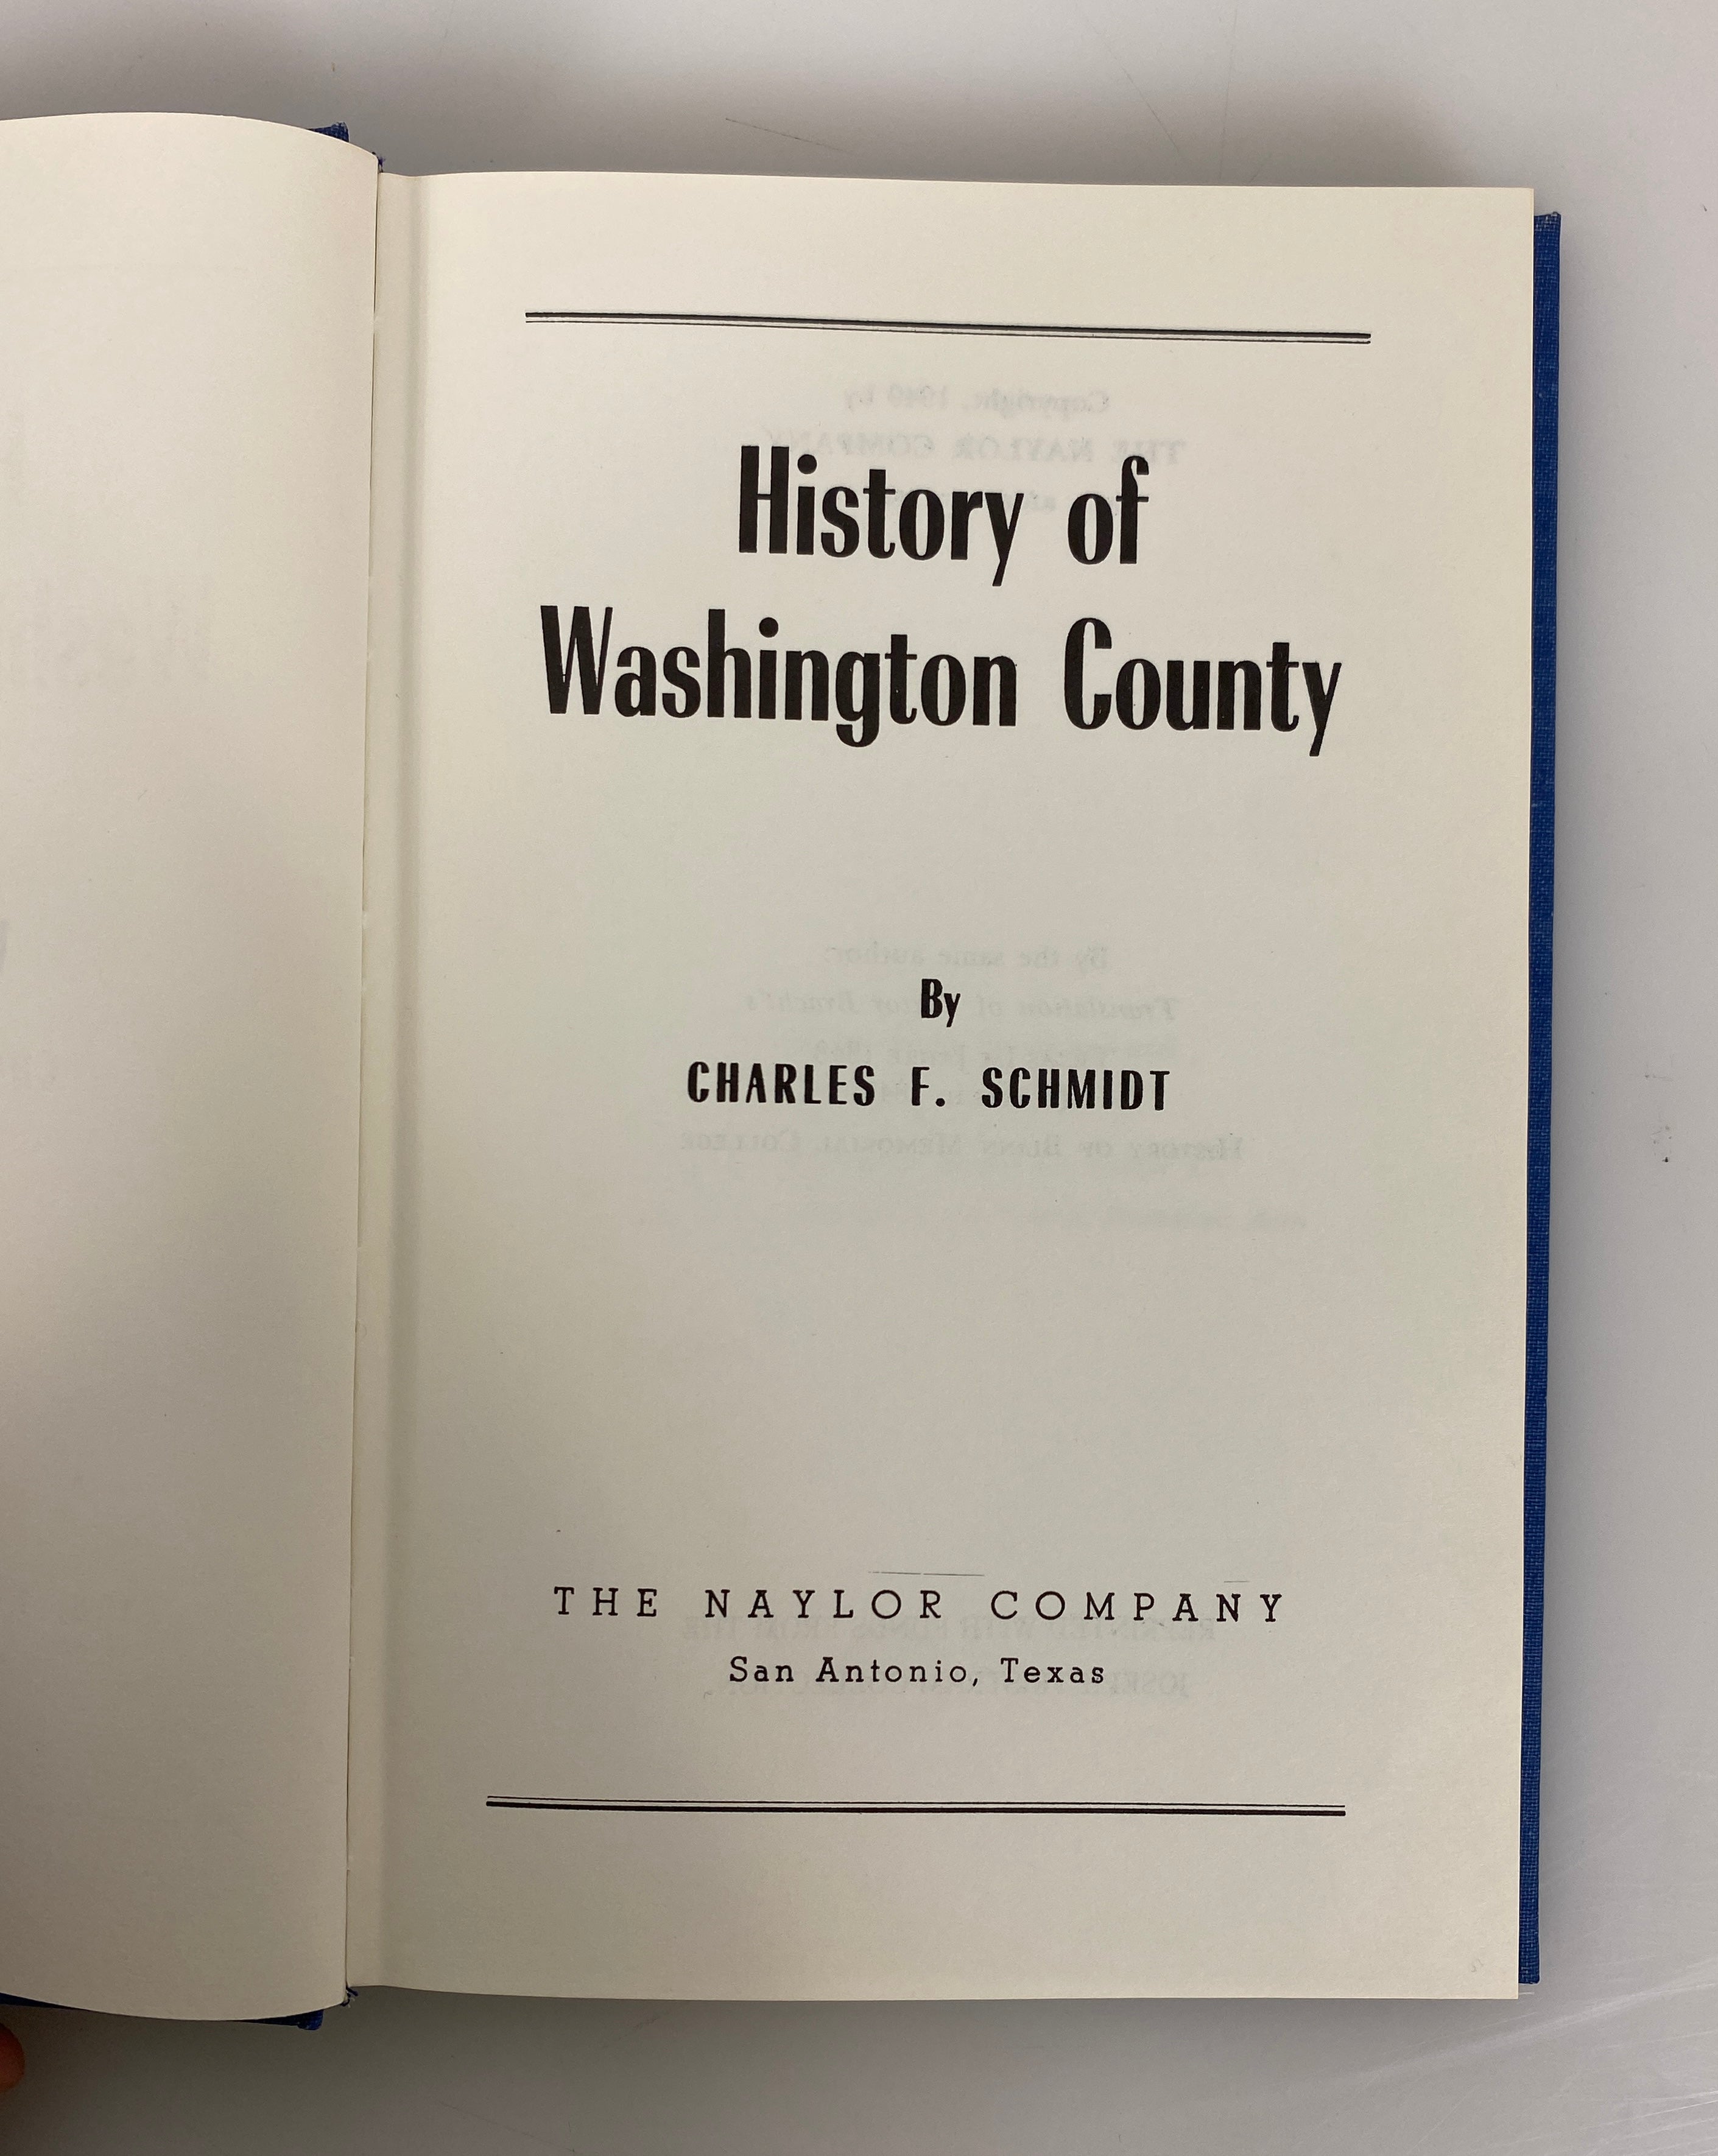 History of
Washington County
By
CHARLES F. SCHMIDT
THE NAYLOR COMPANY
San Antonio, Texas